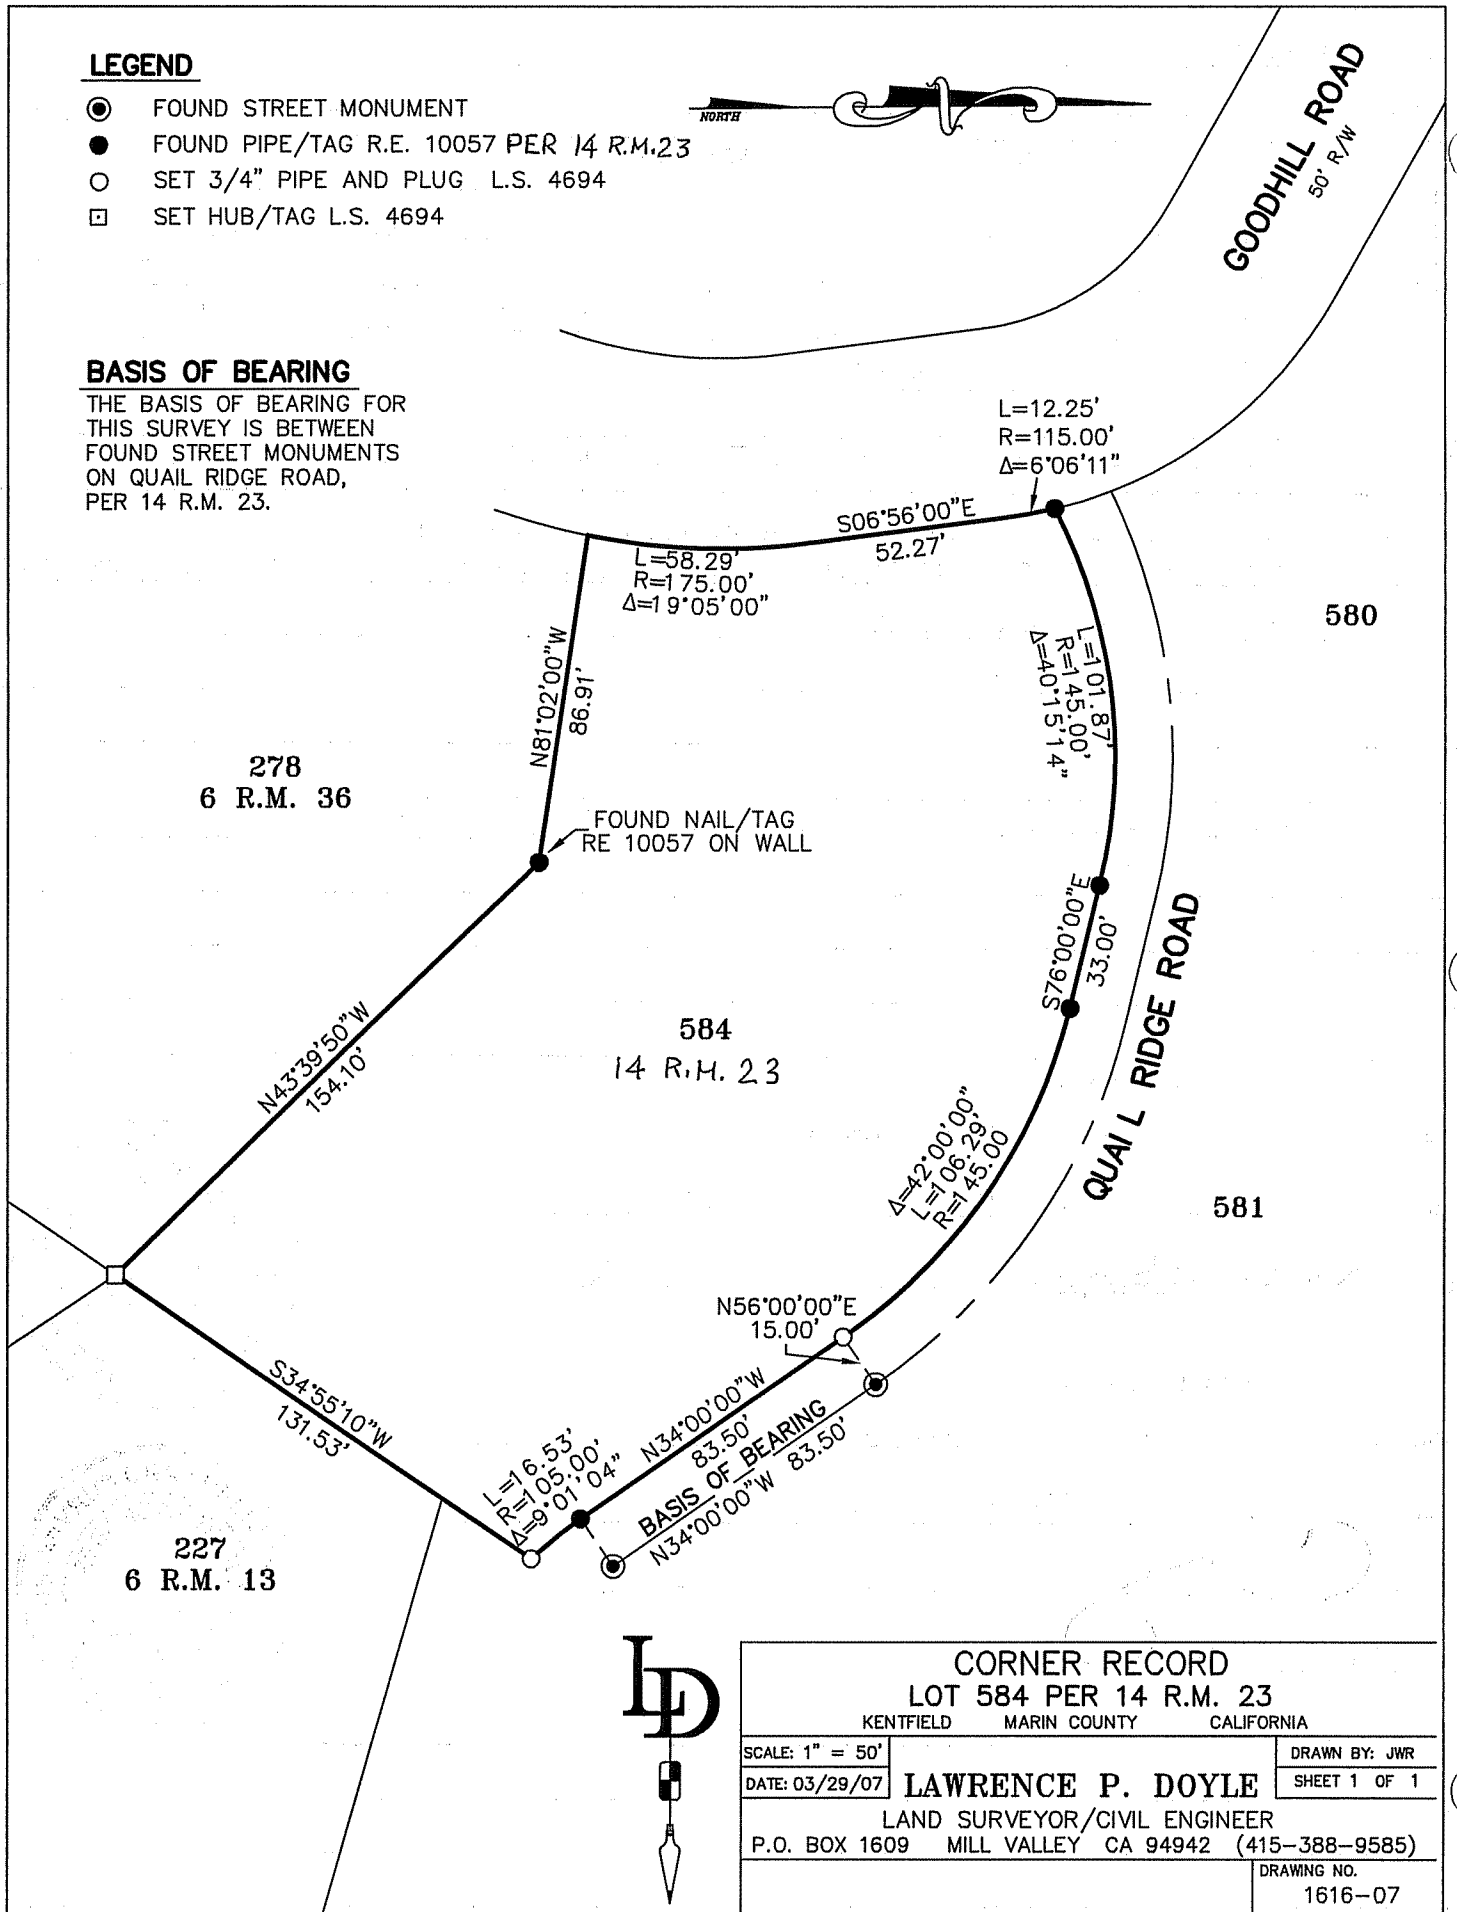 LEGEND
FOUND STREET MONUMENT
FOUND PIPE/TAG R.E. 10057 PER 14 R.M.23
SET 3/4" PIPE AND PLUG L.S. 4694
SET HUB/TAG L.S. 4694
NORTH
GOODHILL ROAD
50' R/W
BASIS OF BEARING
THE BASIS OF BEARING FOR
THIS SURVEY IS BETWEEN
FOUND STREET MONUMENTS
ON QUAIL RIDGE ROAD,
PER 14 R.M. 23.
L=12.25'
R=115.00'
Δ=6°06'11"
S06°56'00"E
52.27'
L=58.29'
R=175.00'
Δ=19°05'00"
580
L=101.87'
R=145.00'
Δ=40°15'14"
N81°02'00"W
86.91'
278
6 R.M. 36
FOUND NAIL/TAG
RE 10057 ON WALL
S76°00'00"E
33.00'
QUAIL RIDGE ROAD
584
14 R.M. 23
N43°39'50"W
154.10'
Δ=42°00'00"
L=106.29'
R=145.00
581
N56°00'00"E
15.00'
S34°55'10"W
131.53'
N34°00'00"W
83.50'
BASIS OF BEARING
N34°00'00"W 83.50'
L=16.53'
R=105.00'
Δ=9°01'04"
227
6 R.M. 13
LD
CORNER RECORD
LOT 584 PER 14 R.M. 23
KENTFIELD MARIN COUNTY CALIFORNIA
SCALE: 1" = 50'
DRAWN BY: JWR
DATE: 03/29/07
LAWRENCE P. DOYLE
SHEET 1 OF 1
LAND SURVEYOR/CIVIL ENGINEER
P.O. BOX 1609 MILL VALLEY CA 94942 (415-388-9585)
DRAWING NO.
1616-07